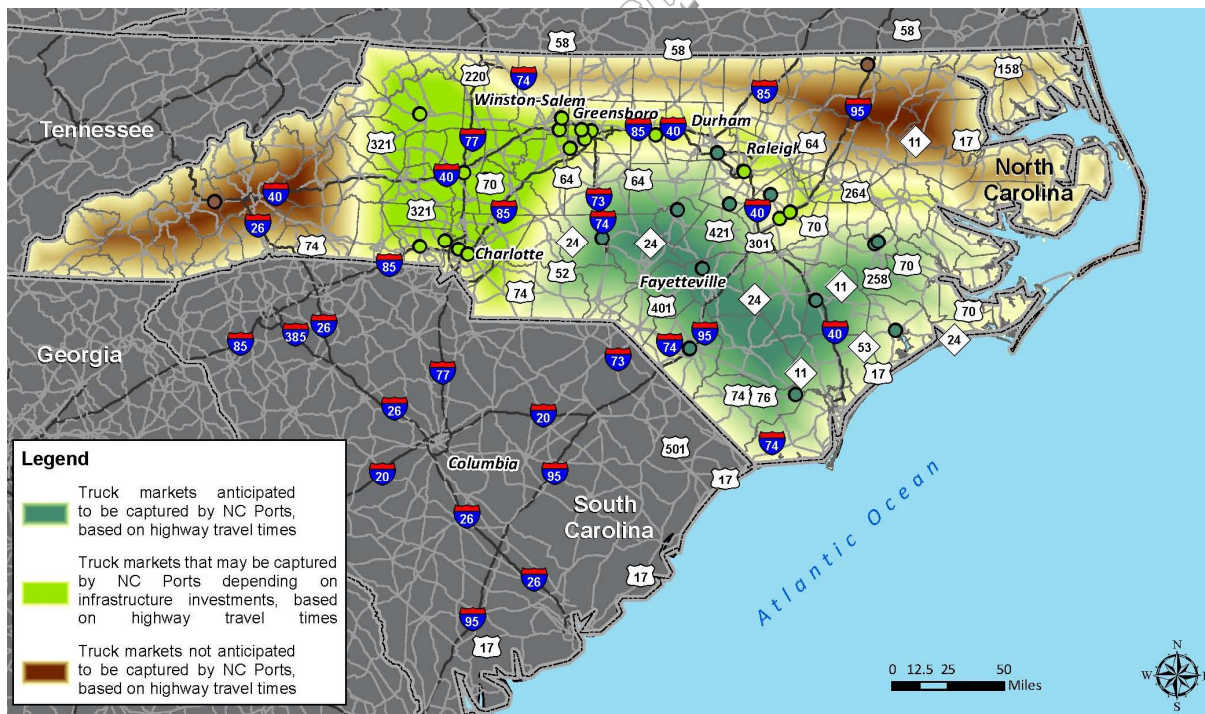 58
58
58
220
74
85
158
95
Winston-Salem
Greensboro
Tennessee
321
77
85
40
Durham
11
17
Raleigh
64
North
Carolina
40
70
64
64
264
40
321
85
73
74
421
40
301
70
26
74
24
24
Charlotte
52
258
70
85
74
Fayetteville
401
24
11
70
26
385
85
74
95
40
53
24
Georgia
77
73
17
11
74
76
26
20
74
Legend
Truck markets anticipated
to be captured by NC Ports,
based on highway travel times
Truck markets that may be captured
by NC Ports depending on
infrastructure investments, based
on highway travel times
Truck markets not anticipated
to be captured by NC Ports,
based on highway travel times
501
Columbia
20
95
17
South
Carolina
26
26
17
95
17
Atlantic Ocean
0 12.5 25 50
Miles
N
W
S